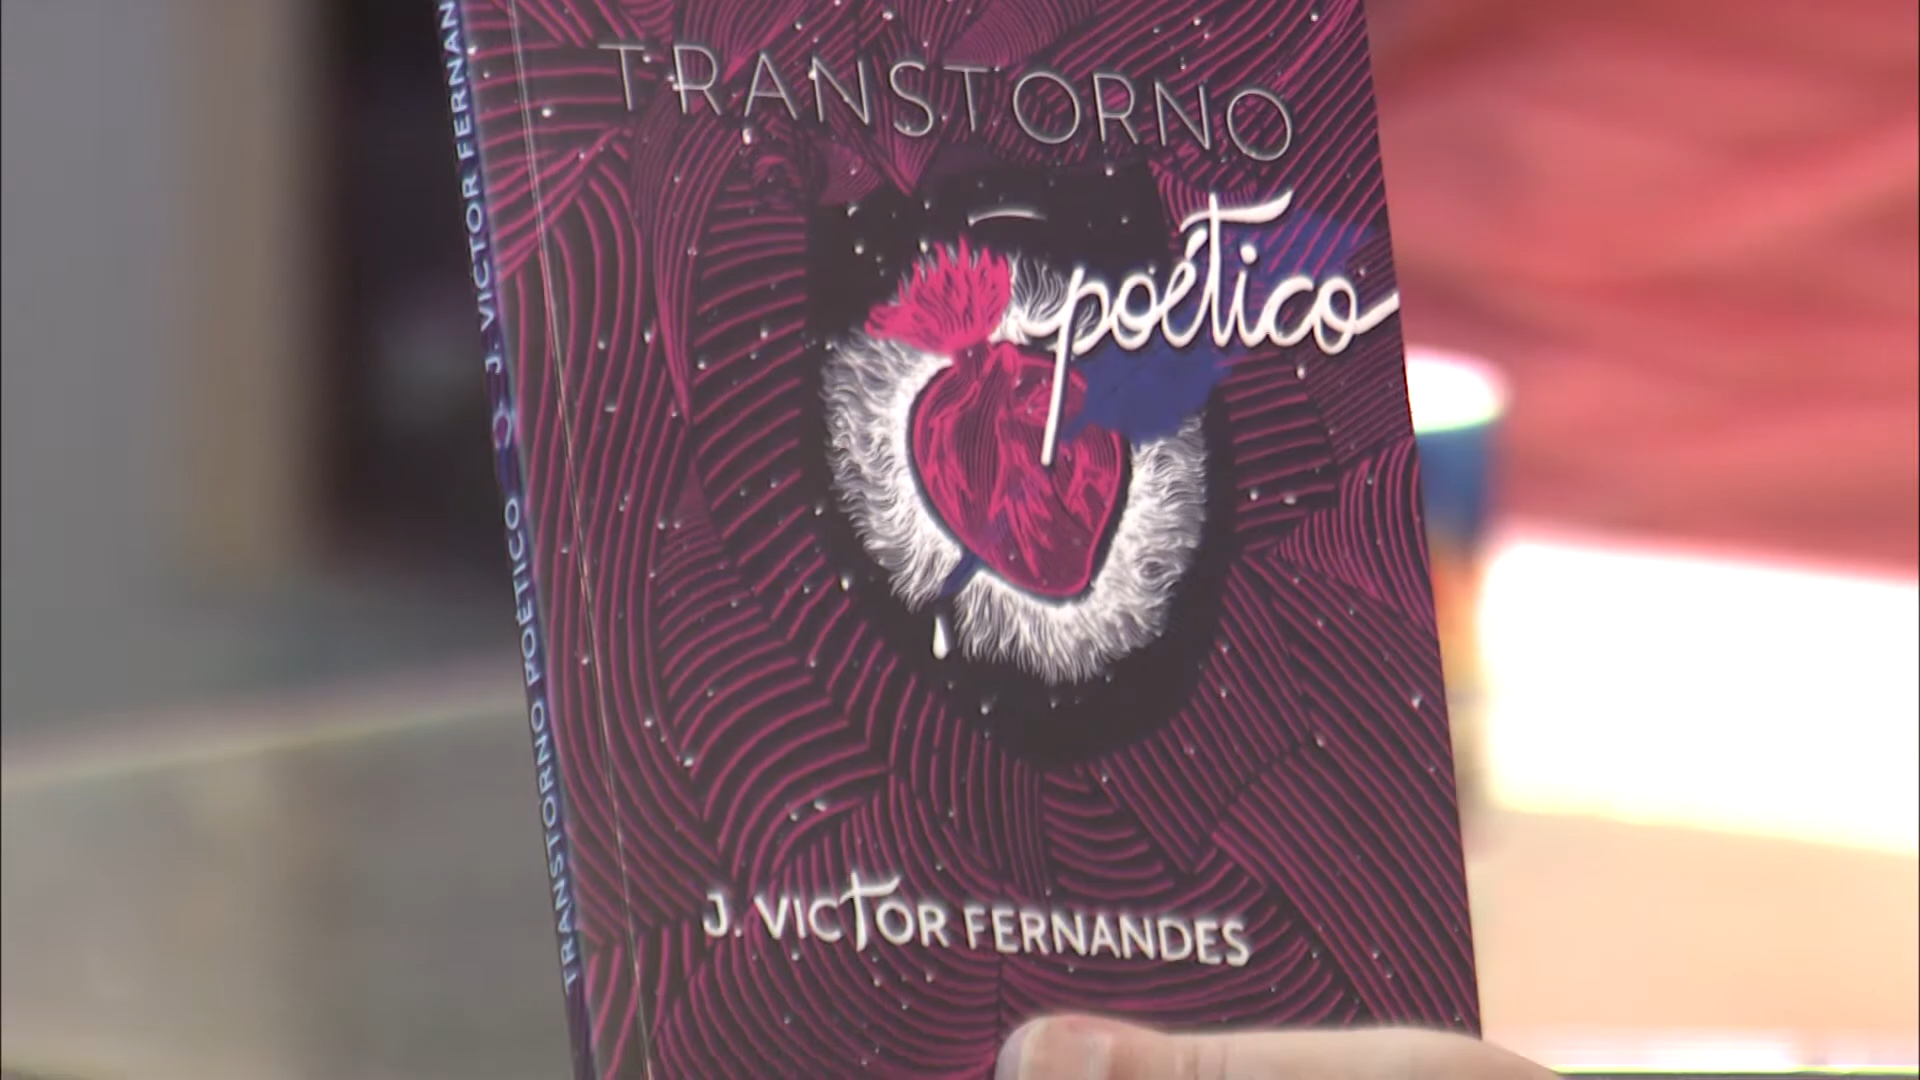 TRANSTORNO
poético
J. VICTOR FERNANDES
TRANSTORNO POÉTICO J. VICTOR FERNAN